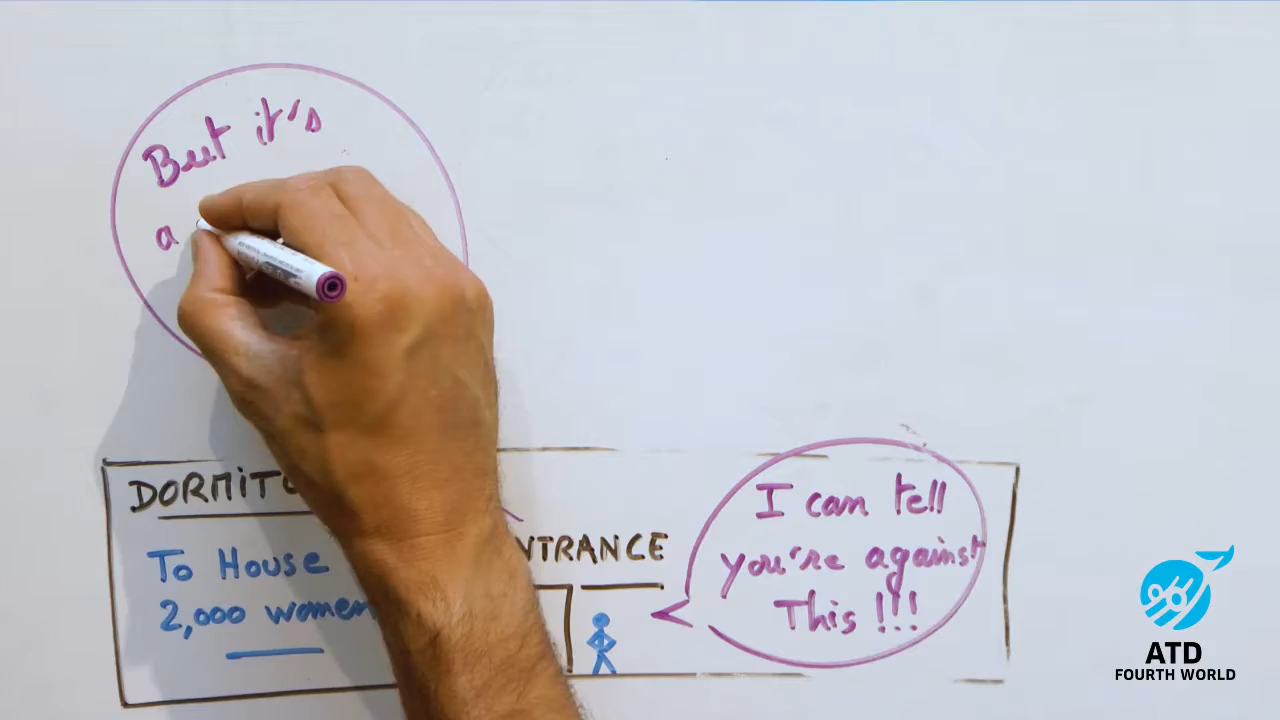 But it's
a
DORMITO
To House
2,000 women
NTRANCE
I can tell
you're against
This !!!
ATD
FOURTH WORLD